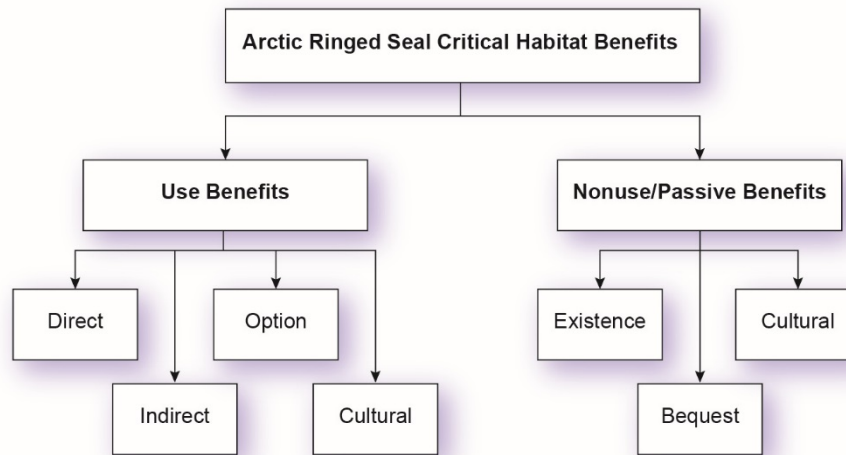 Arctic Ringed Seal Critical Habitat Benefits
Use Benefits
Nonuse/Passive Benefits
Direct
Option
Existence
Cultural
Indirect
Cultural
Bequest